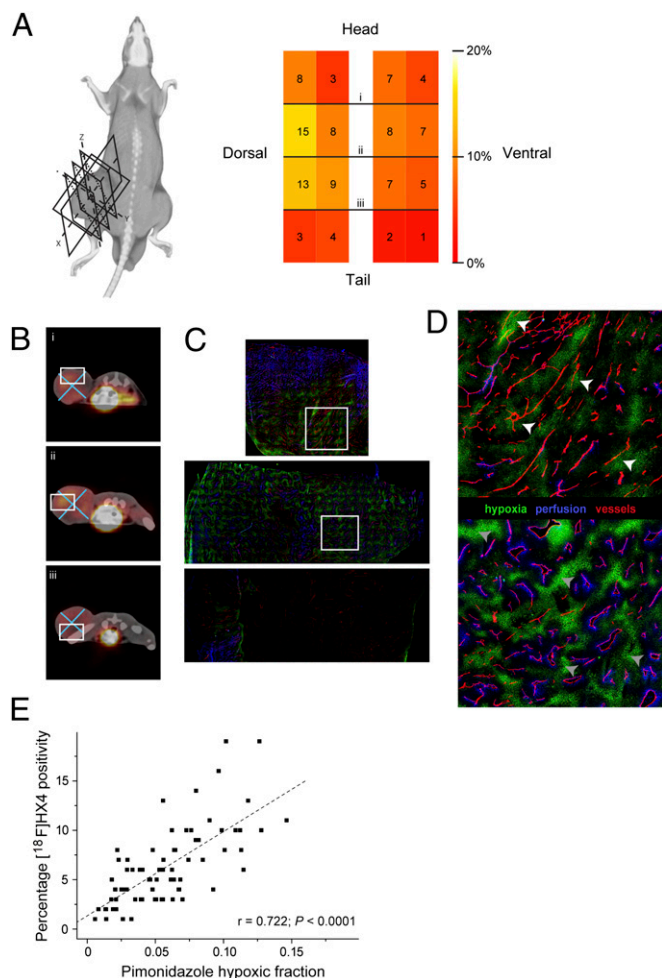 A
Head
20%
8 3 7 4
i
15 8 8 7
Dorsal
ii
10%
Ventral
13 9 7 5
iii
3 4 2 1
0%
Tail
Z
X
B
i
ii
iii
C
D
hypoxia perfusion vessels
E
Percentage [18F]HX4 positivity
15
10
5
0
r = 0.722; P < 0.0001
0 0.05 0.10 0.15
Pimonidazole hypoxic fraction